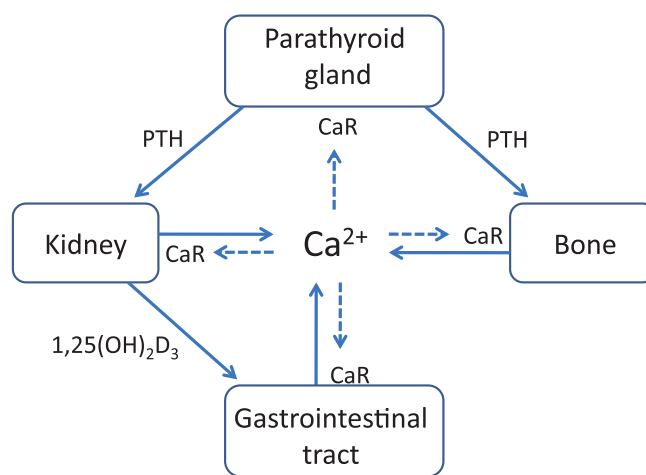 Parathyroid
gland
CaR
PTH
PTH
Kidney
CaR
Ca²⁺
CaR
Bone
1,25(OH)₂D₃
CaR
Gastrointestinal
tract